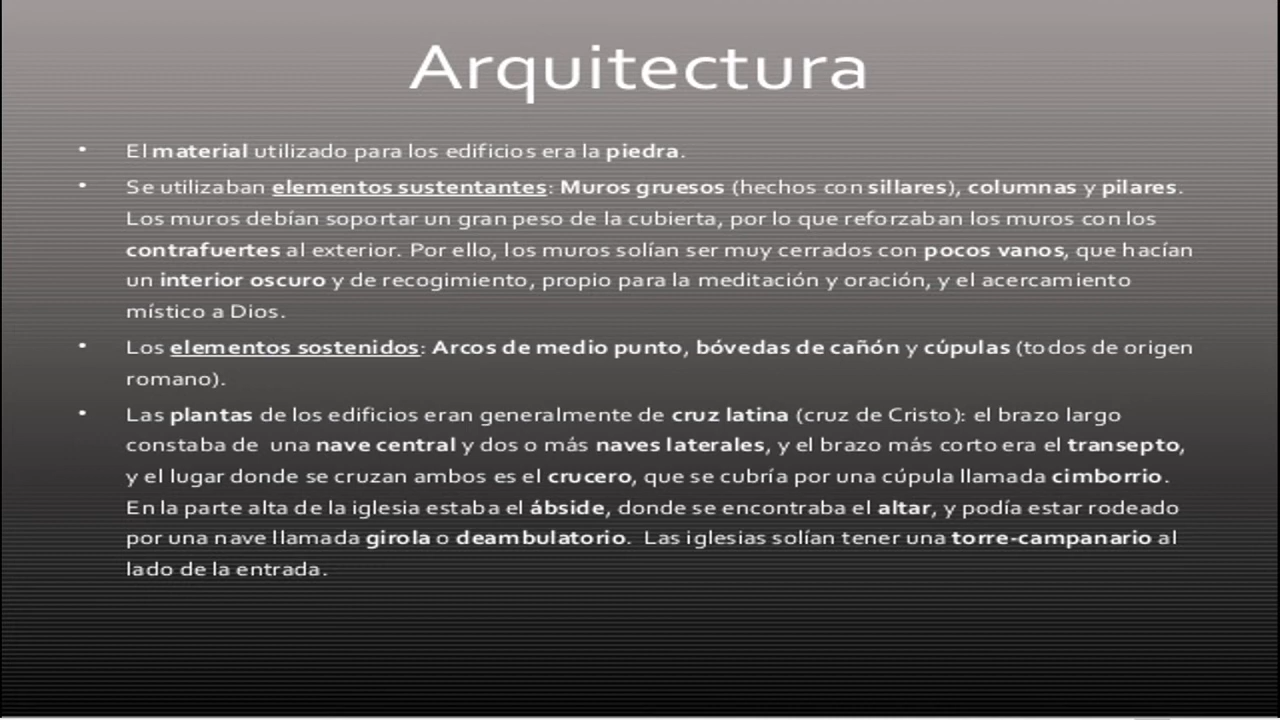 Arquitectura
• El material utilizado para los edificios era la piedra.
• Se utilizaban elementos sustentantes: Muros gruesos (hechos con sillares), columnas y pilares.
Los muros debían soportar un gran peso de la cubierta, por lo que reforzaban los muros con los
contrafuertes al exterior. Por ello, los muros solían ser muy cerrados con pocos vanos, que hacían
un interior oscuro y de recogimiento, propio para la meditación y oración, y el acercamiento
místico a Dios.
• Los elementos sostenidos: Arcos de medio punto, bóvedas de cañón y cúpulas (todos de origen
romano).
• Las plantas de los edificios eran generalmente de cruz latina (cruz de Cristo): el brazo largo
constaba de una nave central y dos o más naves laterales, y el brazo más corto era el transepto,
y el lugar donde se cruzan ambos es el crucero, que se cubría por una cúpula llamada cimborrio.
En la parte alta de la iglesia estaba el ábside, donde se encontraba el altar, y podía estar rodeado
por una nave llamada girola o deambulatorio. Las iglesias solían tener una torre-campanario al
lado de la entrada.